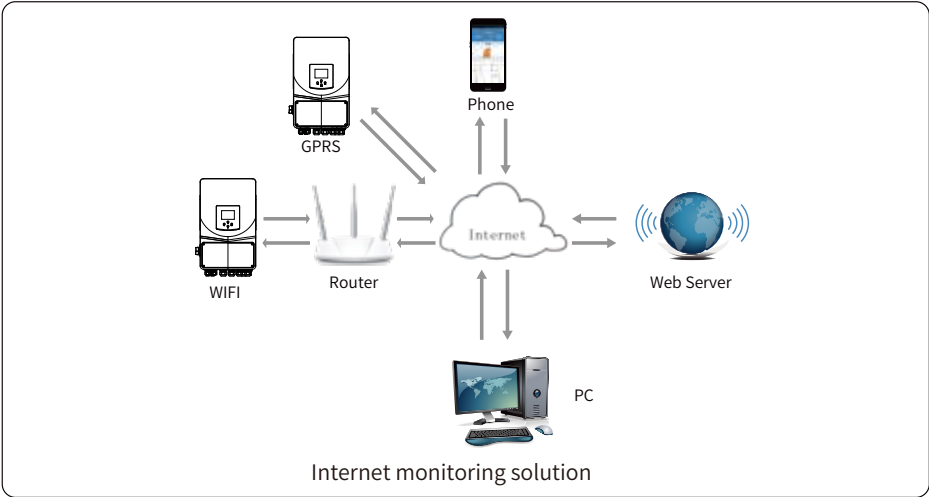 Phone
GPRS
Internet
WIFI
Router
Web Server
PC
Internet monitoring solution